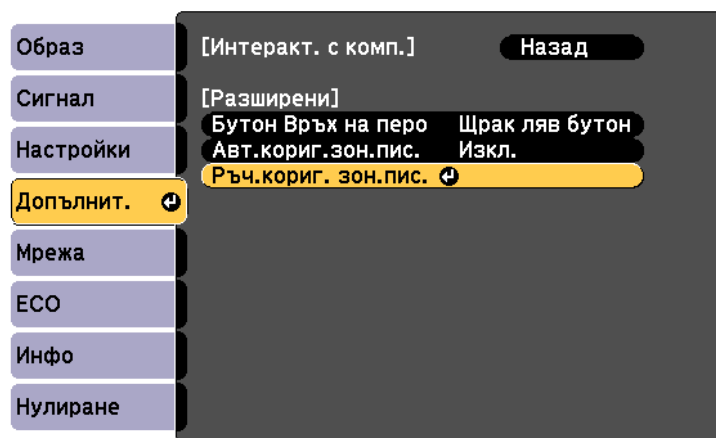 Образ
Сигнал
Настройки
Допълнит.
Мрежа
ECO
Инфо
Нулиране
[Интеракт. с комп.] Назад
[Разширени]
Бутон Връх на перо Щрак ляв бутон
Авт.кориг.зон.пис. Изкл.
Ръч.кориг. зон.пис.